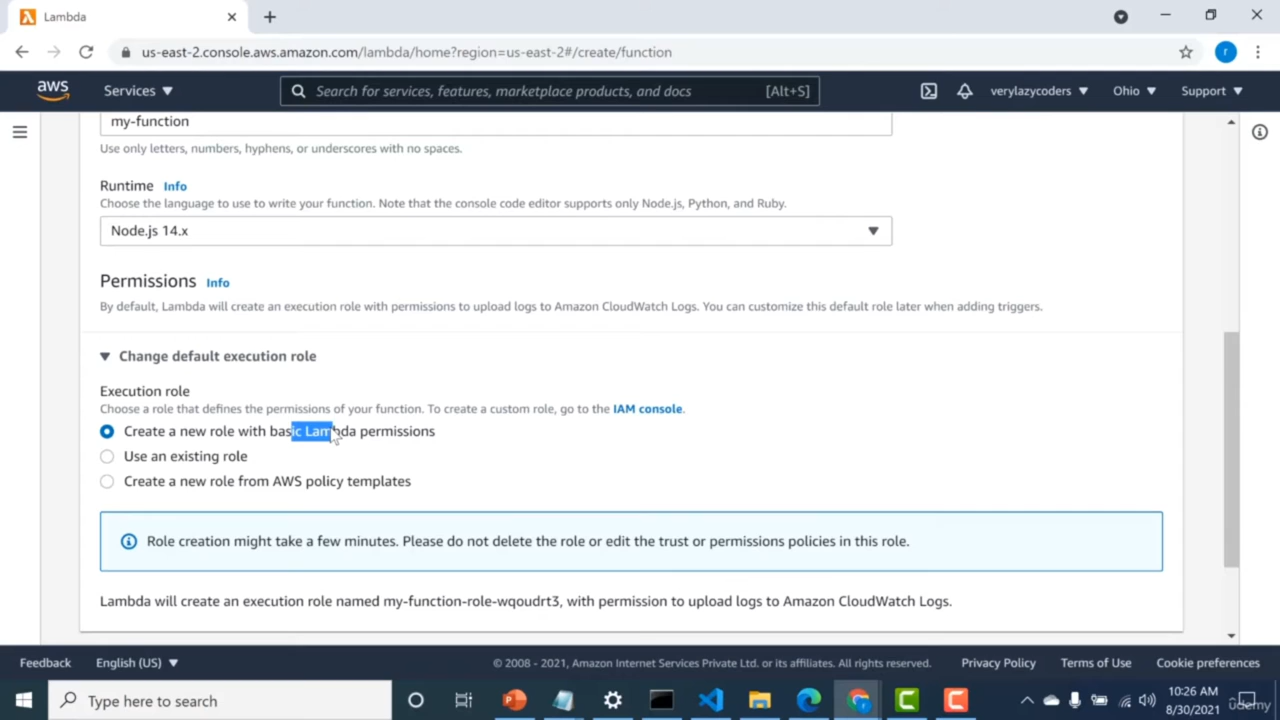 Lambda
us-east-2.console.aws.amazon.com/lambda/home?region=us-east-2#/create/function
r
aws
Services
Search for services, features, marketplace products, and docs
[Alt+S]
verylazycoders
Ohio
Support
my-function
Use only letters, numbers, hyphens, or underscores with no spaces.
Runtime Info
Choose the language to use to write your function. Note that the console code editor supports only Node.js, Python, and Ruby.
Node.js 14.x
Permissions Info
By default, Lambda will create an execution role with permissions to upload logs to Amazon CloudWatch Logs. You can customize this default role later when adding triggers.
Change default execution role
Execution role
Choose a role that defines the permissions of your function. To create a custom role, go to the IAM console.
Create a new role with basic Lambda permissions
Use an existing role
Create a new role from AWS policy templates
Role creation might take a few minutes. Please do not delete the role or edit the trust or permissions policies in this role.
Lambda will create an execution role named my-function-role-wqoudrt3, with permission to upload logs to Amazon CloudWatch Logs.
Feedback
English (US)
© 2008 - 2021, Amazon Internet Services Private Ltd. or its affiliates. All rights reserved.
Privacy Policy
Terms of Use
Cookie preferences
Type here to search
10:26 AM
8/30/2021
udemy